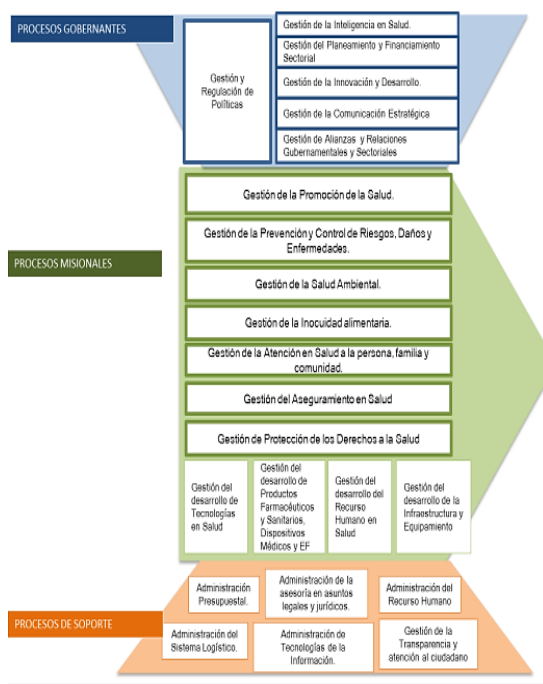 PROCESOS GOBERNANTES
Gestión y
Regulación de
Políticas
Gestión de la Inteligencia en Salud.
Gestión del Planeamiento y Financiamiento
Sectorial
Gestión de la Innovación y Desarrollo.
Gestión de la Comunicación Estratégica
Gestión de Alianzas y Relaciones
Gubernamentales y Sectoriales
PROCESOS MISIONALES
Gestión de la Promoción de la Salud.
Gestión de la Prevención y Control de Riesgos, Daños y
Enfermedades.
Gestión de la Salud Ambiental.
Gestión de la Inocuidad alimentaria.
Gestión de la Atención en Salud a la persona, familia y
comunidad.
Gestión del Aseguramiento en Salud
Gestión de Protección de los Derechos a la Salud
Gestión del
desarrollo de
Tecnologías
en Salud
Gestión del
desarrollo de
Productos
Farmacéuticos
y Sanitarios,
Dispositivos
Médicos y EF
Gestión del
desarrollo del
Recurso
Humano en
Salud
Gestión del
desarrollo de la
Infraestructura y
Equipamiento
PROCESOS DE SOPORTE
Administración
Presupuestal.
Administración de la
asesoría en asuntos
legales y jurídicos.
Administración del
Recurso Humano
Administración del
Sistema Logístico.
Administración de
Tecnologías de la
Información.
Gestión de la
Transparencia y
atención al ciudadano